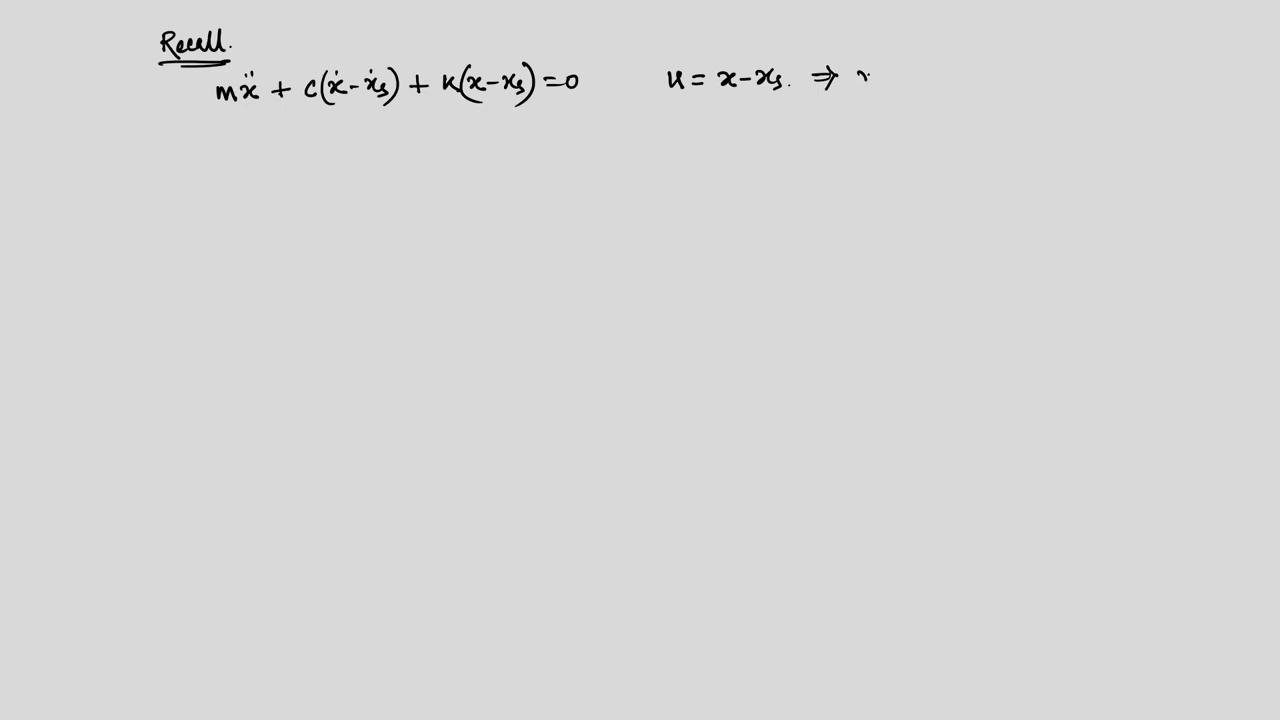 Recall.
mẍ + c(ẋ - ẋₛ) + k(x - xₛ) = 0 u = x - xₛ. ⇒